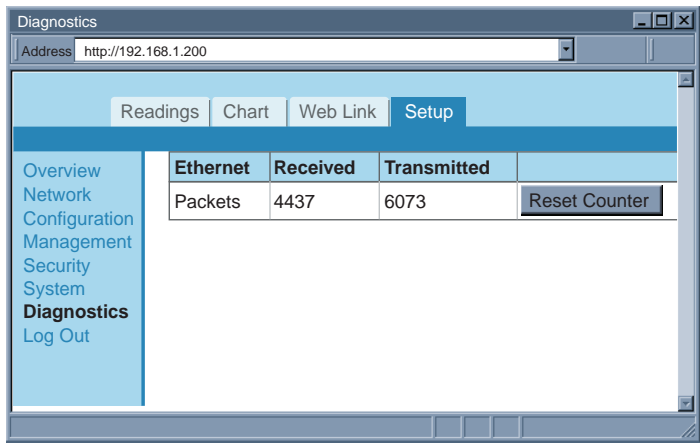 Diagnostics
Address http://192.168.1.200
Readings Chart Web Link Setup
Ethernet Received Transmitted
Packets 4437 6073 Reset Counter
Overview
Network
Configuration
Management
Security
System
Diagnostics
Log Out